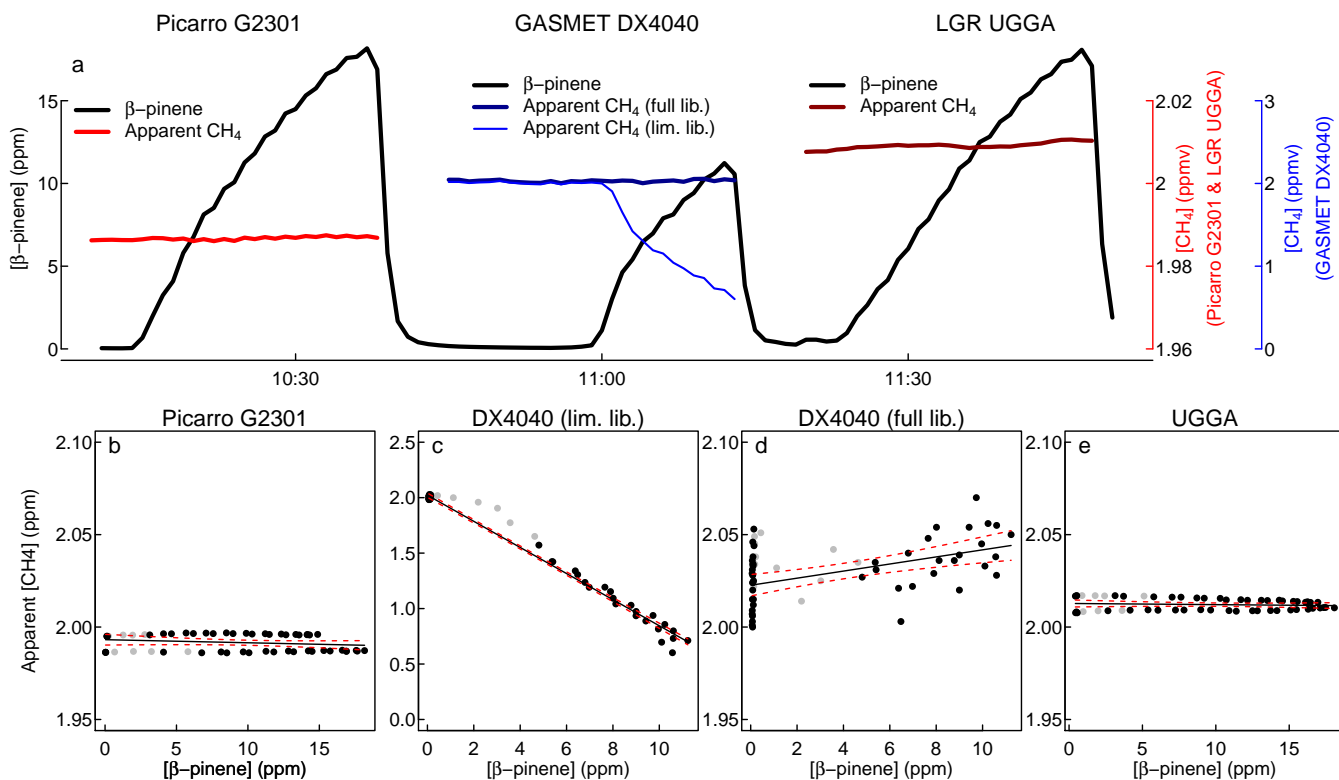 Picarro G2301 GASMET DX4040 LGR UGGA
a
β−pinene
Apparent CH₄
β−pinene
Apparent CH₄ (full lib.)
Apparent CH₄ (lim. lib.)
β−pinene
Apparent CH₄
[β−pinene] (ppm)
15
10
5
0
10:30 11:00 11:30
2.02
2
1.98
1.96
[CH₄] (ppmv)
(Picarro G2301 & LGR UGGA)
3
2
1
0
[CH₄] (ppmv)
(GASMET DX4040)
Picarro G2301 DX4040 (lim. lib.) DX4040 (full lib.) UGGA
Apparent [CH4] (ppm)
b
2.10
2.05
2.00
1.95
0 5 10 15
[β−pinene] (ppm)
c
2.5
2.0
1.5
1.0
0.5
0.0
0 2 4 6 8 10
[β−pinene] (ppm)
d
2.10
2.05
2.00
1.95
0 2 4 6 8 10
[β−pinene] (ppm)
e
2.10
2.05
2.00
1.95
0 5 10 15
[β−pinene] (ppm)